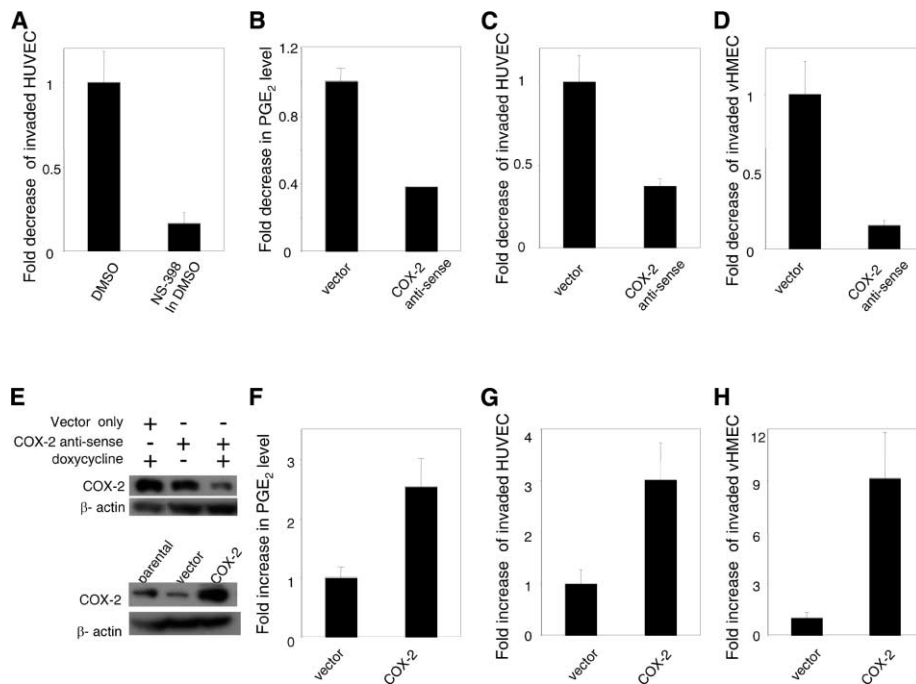 A
Fold decrease of invaded HUVEC
1
0.5
0
DMSO
NS-398
In DMSO
B
Fold decrease in PGE₂ level
1.2
1.0
0.8
0.4
0
vector
COX-2
anti-sense
C
Fold decrease of invaded HUVEC
1
0.5
0
vector
COX-2
anti-sense
D
Fold decrease of invaded vHMEC
1
0.5
0
vector
COX-2
anti-sense
E
Vector only + - -
COX-2 anti-sense - + +
doxycycline + - +
COX-2
β- actin
parental vector COX-2
COX-2
β- actin
F
Fold increase in PGE₂ level
3
2
1
0
vector
COX-2
G
Fold increase of invaded HUVEC
4
3
2
1
0
vector
COX-2
H
Fold increase of invaded vHMEC
12
9
6
3
0
vector
COX-2